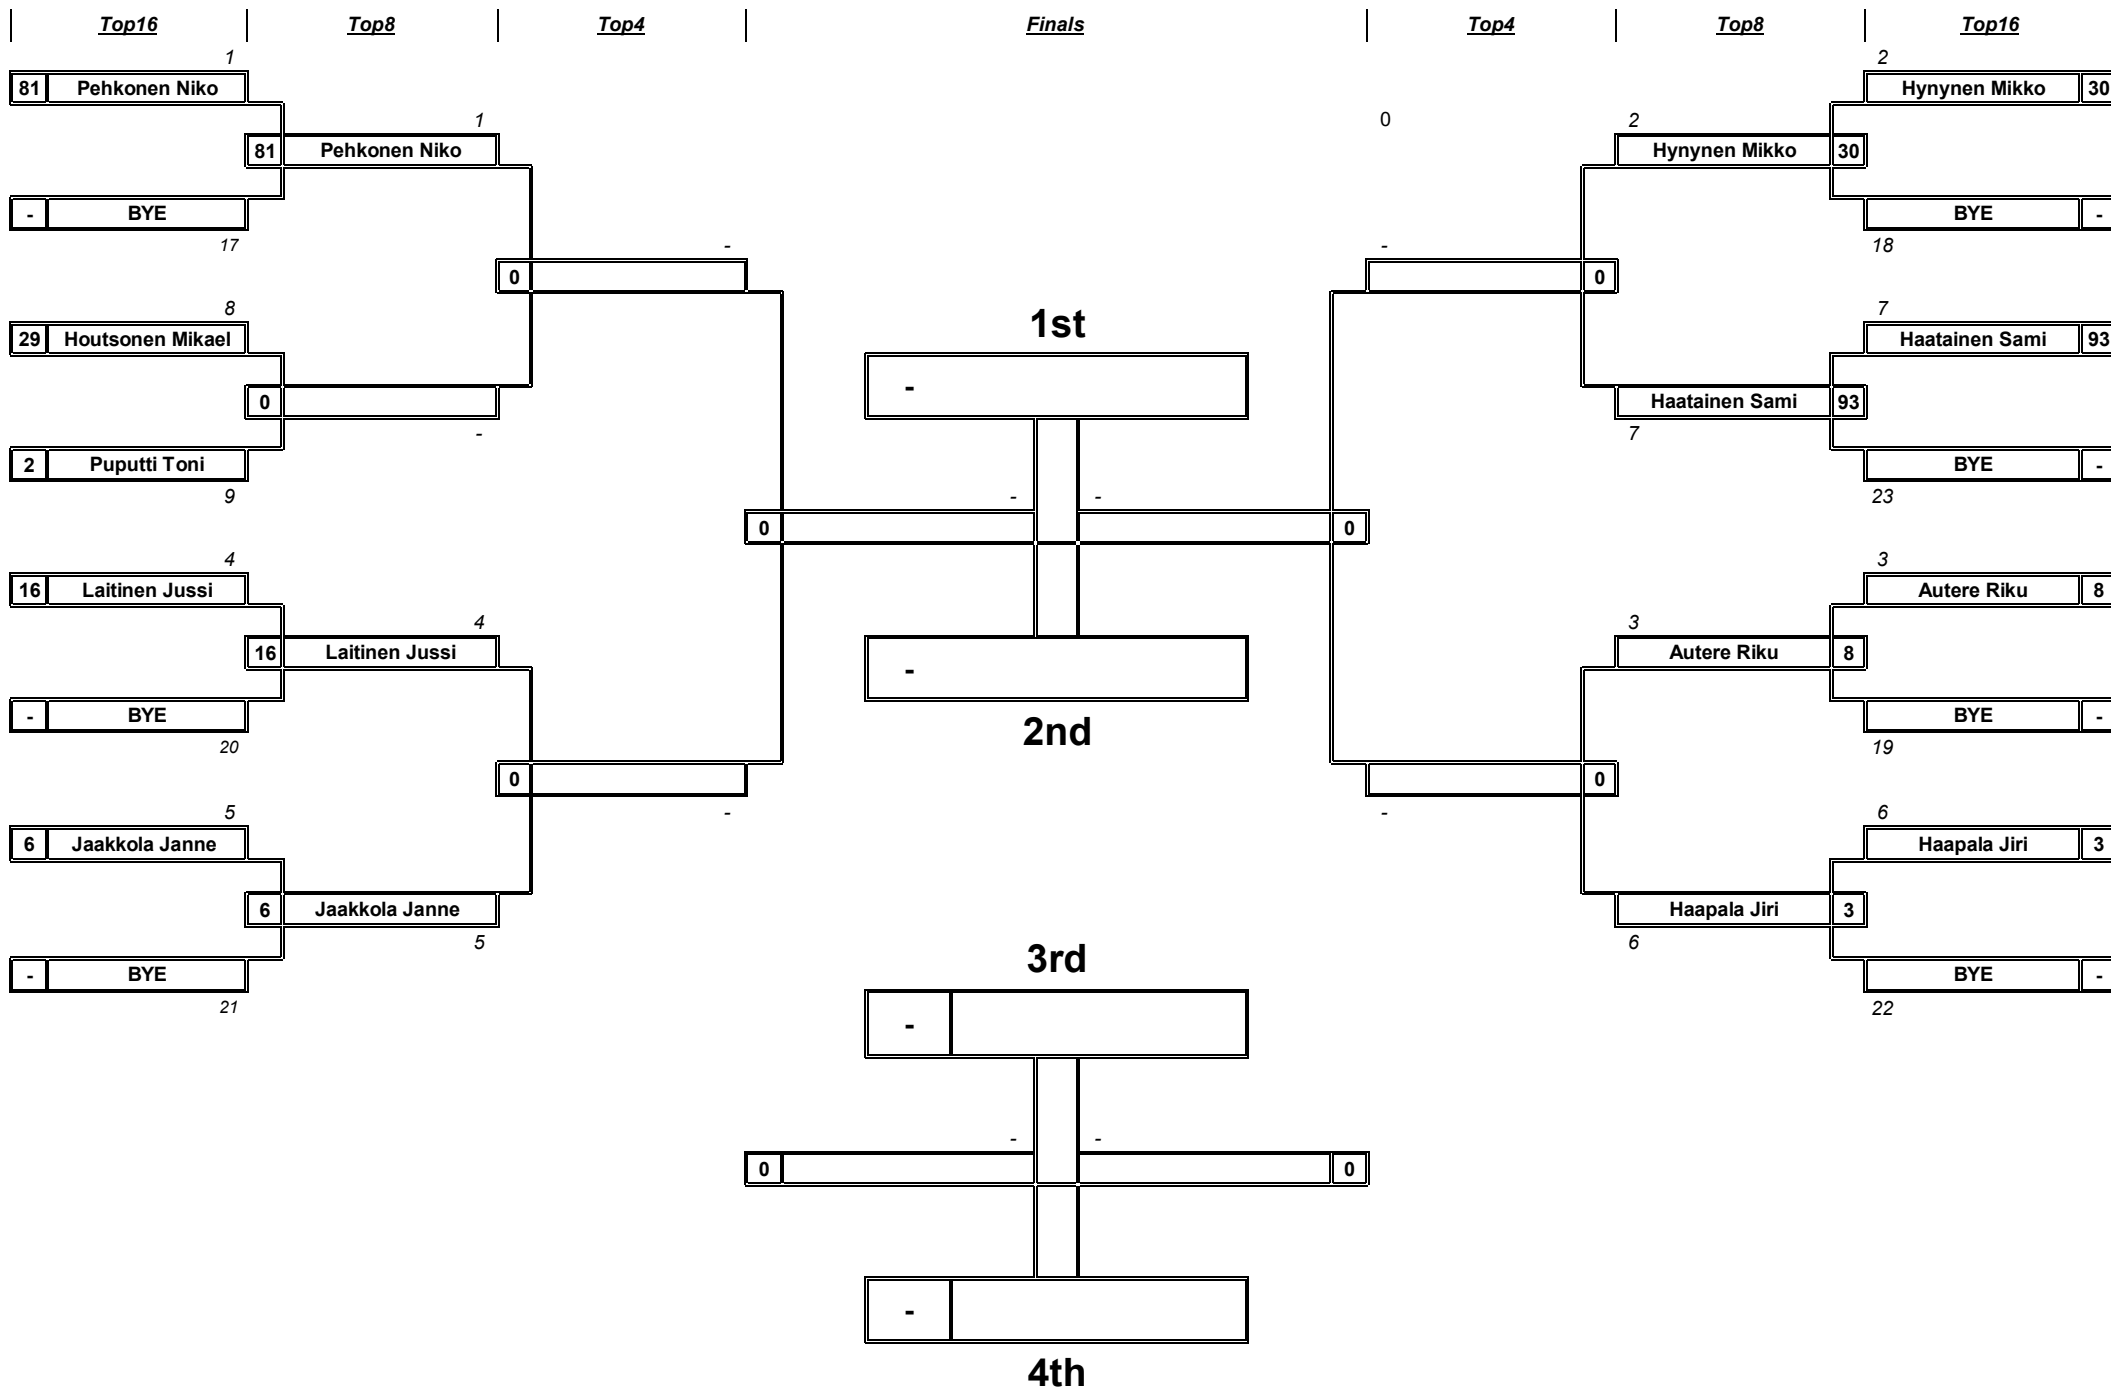 Top16 Top8 Top4 Finals Top4 Top8 Top16
1 2
81 Pehkonen Niko Hynynen Mikko 30
1 0 2
81 Pehkonen Niko Hynynen Mikko 30
- BYE BYE -
17 - - 18
0 0
8 1st 7
29 Houtsonen Mikael Haatainen Sami 93
-
0 Haatainen Sami 93
- 7
2 Puputti Toni BYE -
9 - - 23
0 0
4 3
16 Laitinen Jussi Autere Riku 8
4 3
16 Laitinen Jussi Autere Riku 8
-
- BYE BYE -
2nd
20 19
0 0
5 - - 6
6 Jaakkola Janne Haapala Jiri 3
6 Jaakkola Janne Haapala Jiri 3
5 6
3rd
- BYE BYE -
21 22
-
- -
0 0
-
4th